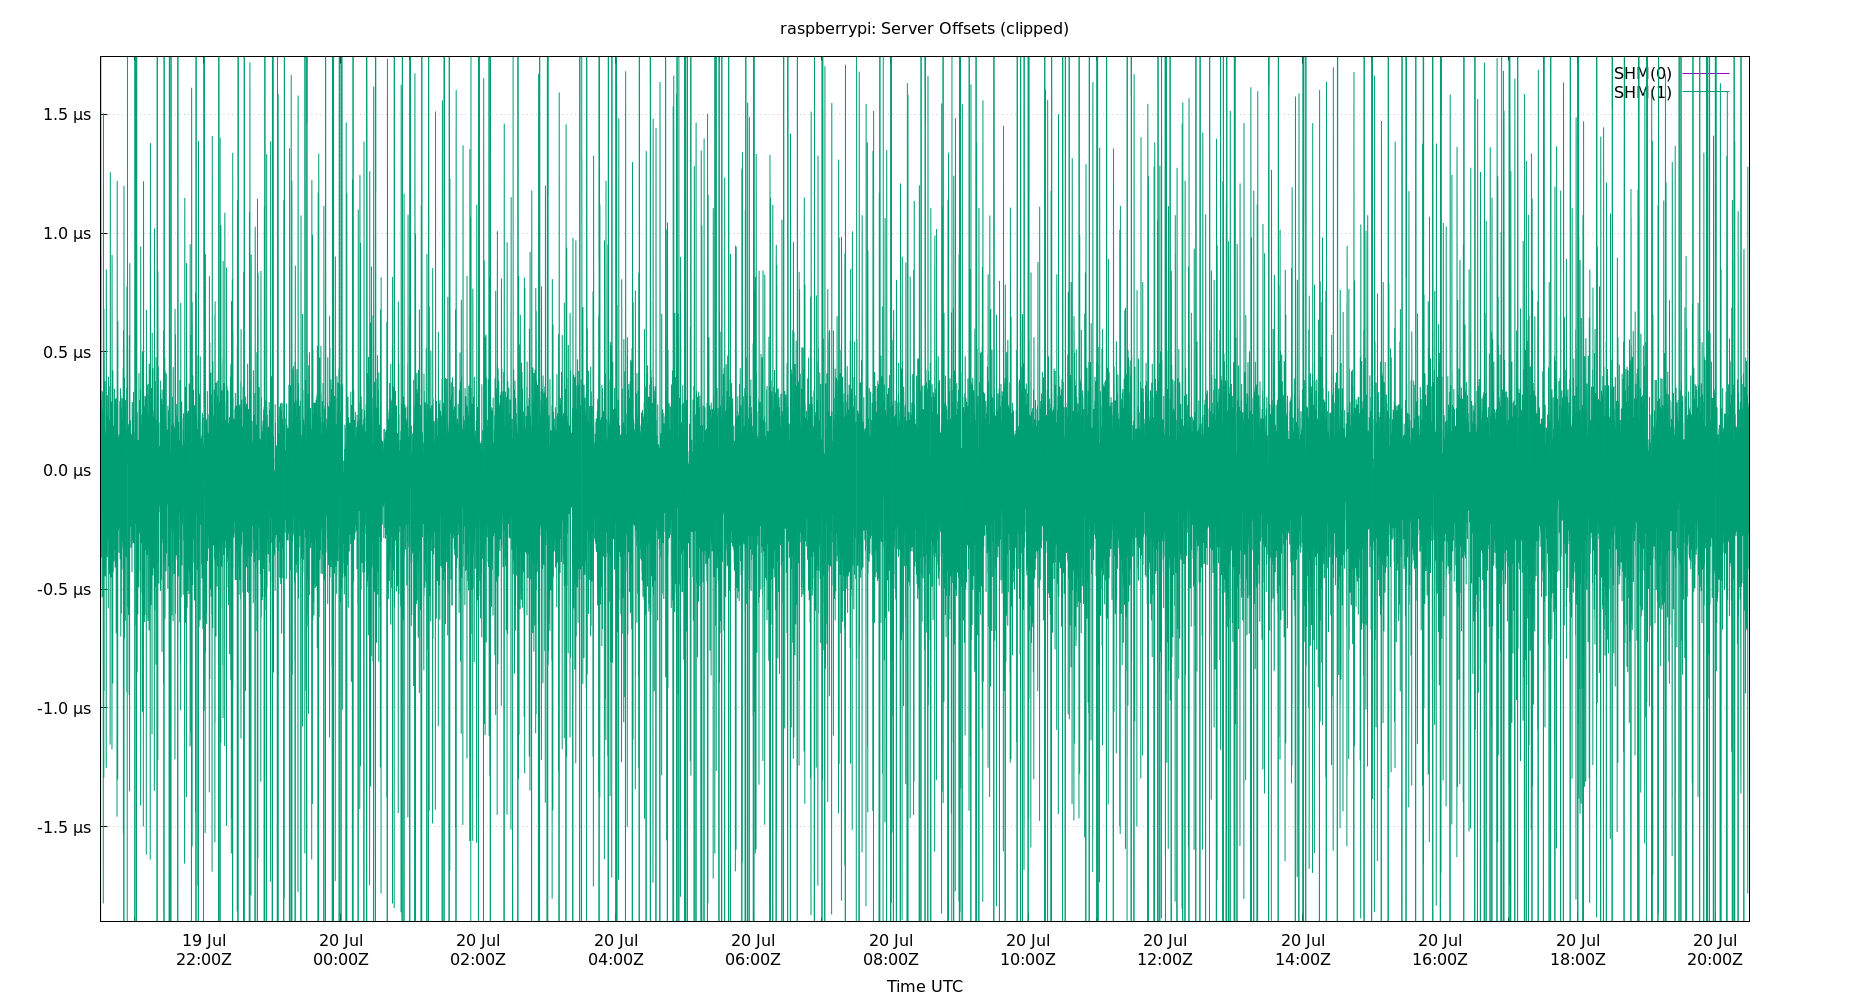 raspberrypi: Server Offsets (clipped)
SHM(0)
SHM(1)
1.5 µs
1.0 µs
0.5 µs
0.0 µs
-0.5 µs
-1.0 µs
-1.5 µs
19 Jul 20 Jul 20 Jul 20 Jul 20 Jul 20 Jul 20 Jul 20 Jul 20 Jul 20 Jul 20 Jul 20 Jul
22:00Z 00:00Z 02:00Z 04:00Z 06:00Z 08:00Z 10:00Z 12:00Z 14:00Z 16:00Z 18:00Z 20:00Z
Time UTC